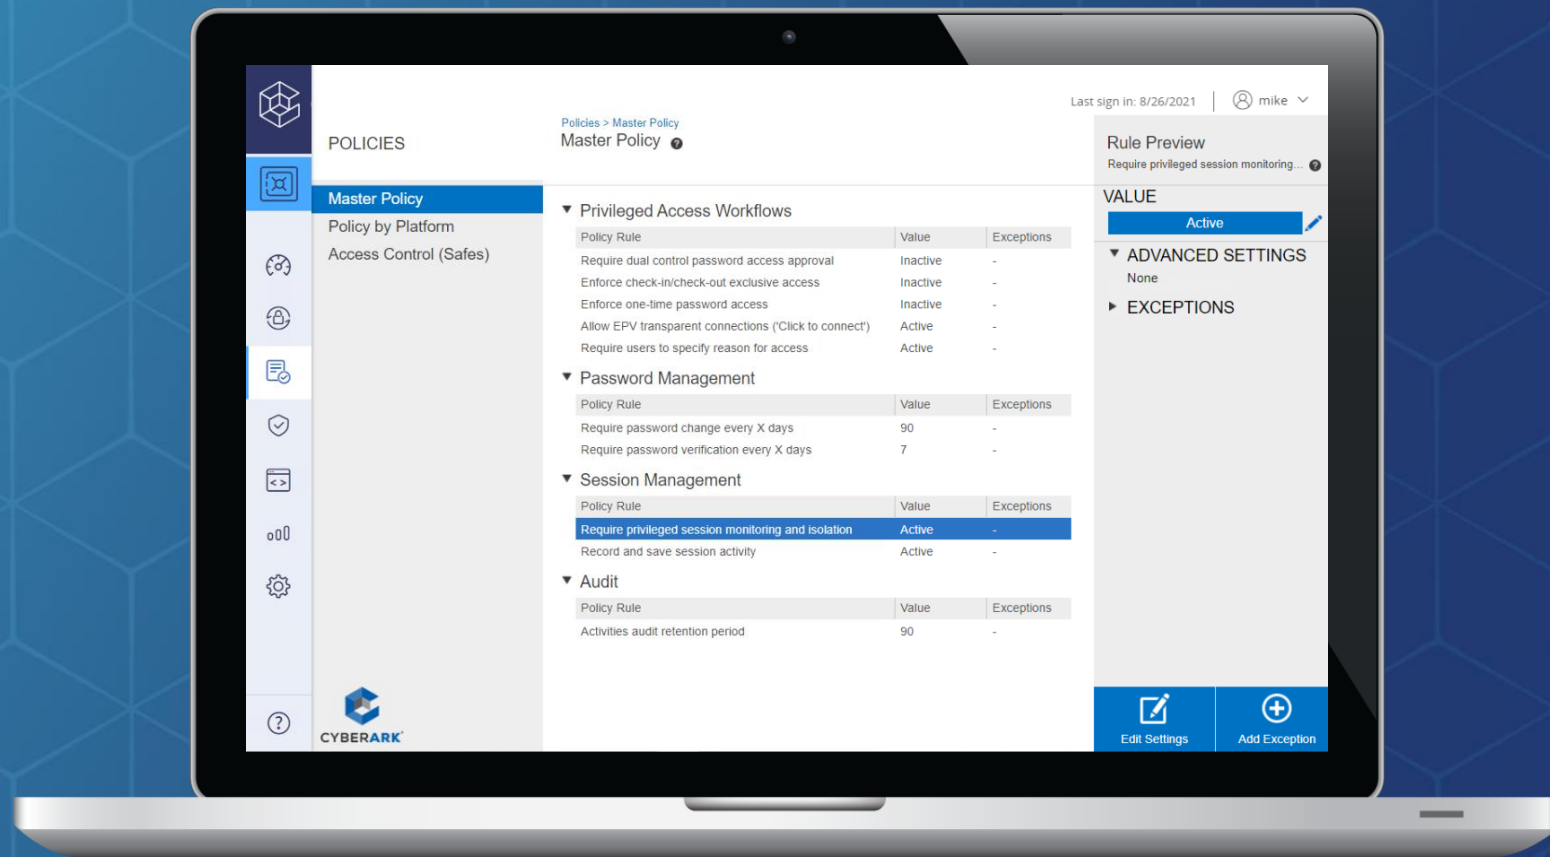 Last sign in: 8/26/2021 mike
POLICIES
Master Policy
Policy by Platform
Access Control (Safes)
CYBERARK
Policies > Master Policy
Master Policy ?
Privileged Access Workflows
Policy Rule Value Exceptions
Require dual control password access approval Inactive -
Enforce check-in/check-out exclusive access Inactive -
Enforce one-time password access Inactive -
Allow EPV transparent connections ('Click to connect') Active -
Require users to specify reason for access Active -
Password Management
Policy Rule Value Exceptions
Require password change every X days 90 -
Require password verification every X days 7 -
Session Management
Policy Rule Value Exceptions
Require privileged session monitoring and isolation Active -
Record and save session activity Active -
Audit
Policy Rule Value Exceptions
Activities audit retention period 90 -
Rule Preview
Require privileged session monitoring... ?
VALUE
Active
ADVANCED SETTINGS
None
EXCEPTIONS
Edit Settings
Add Exception
?